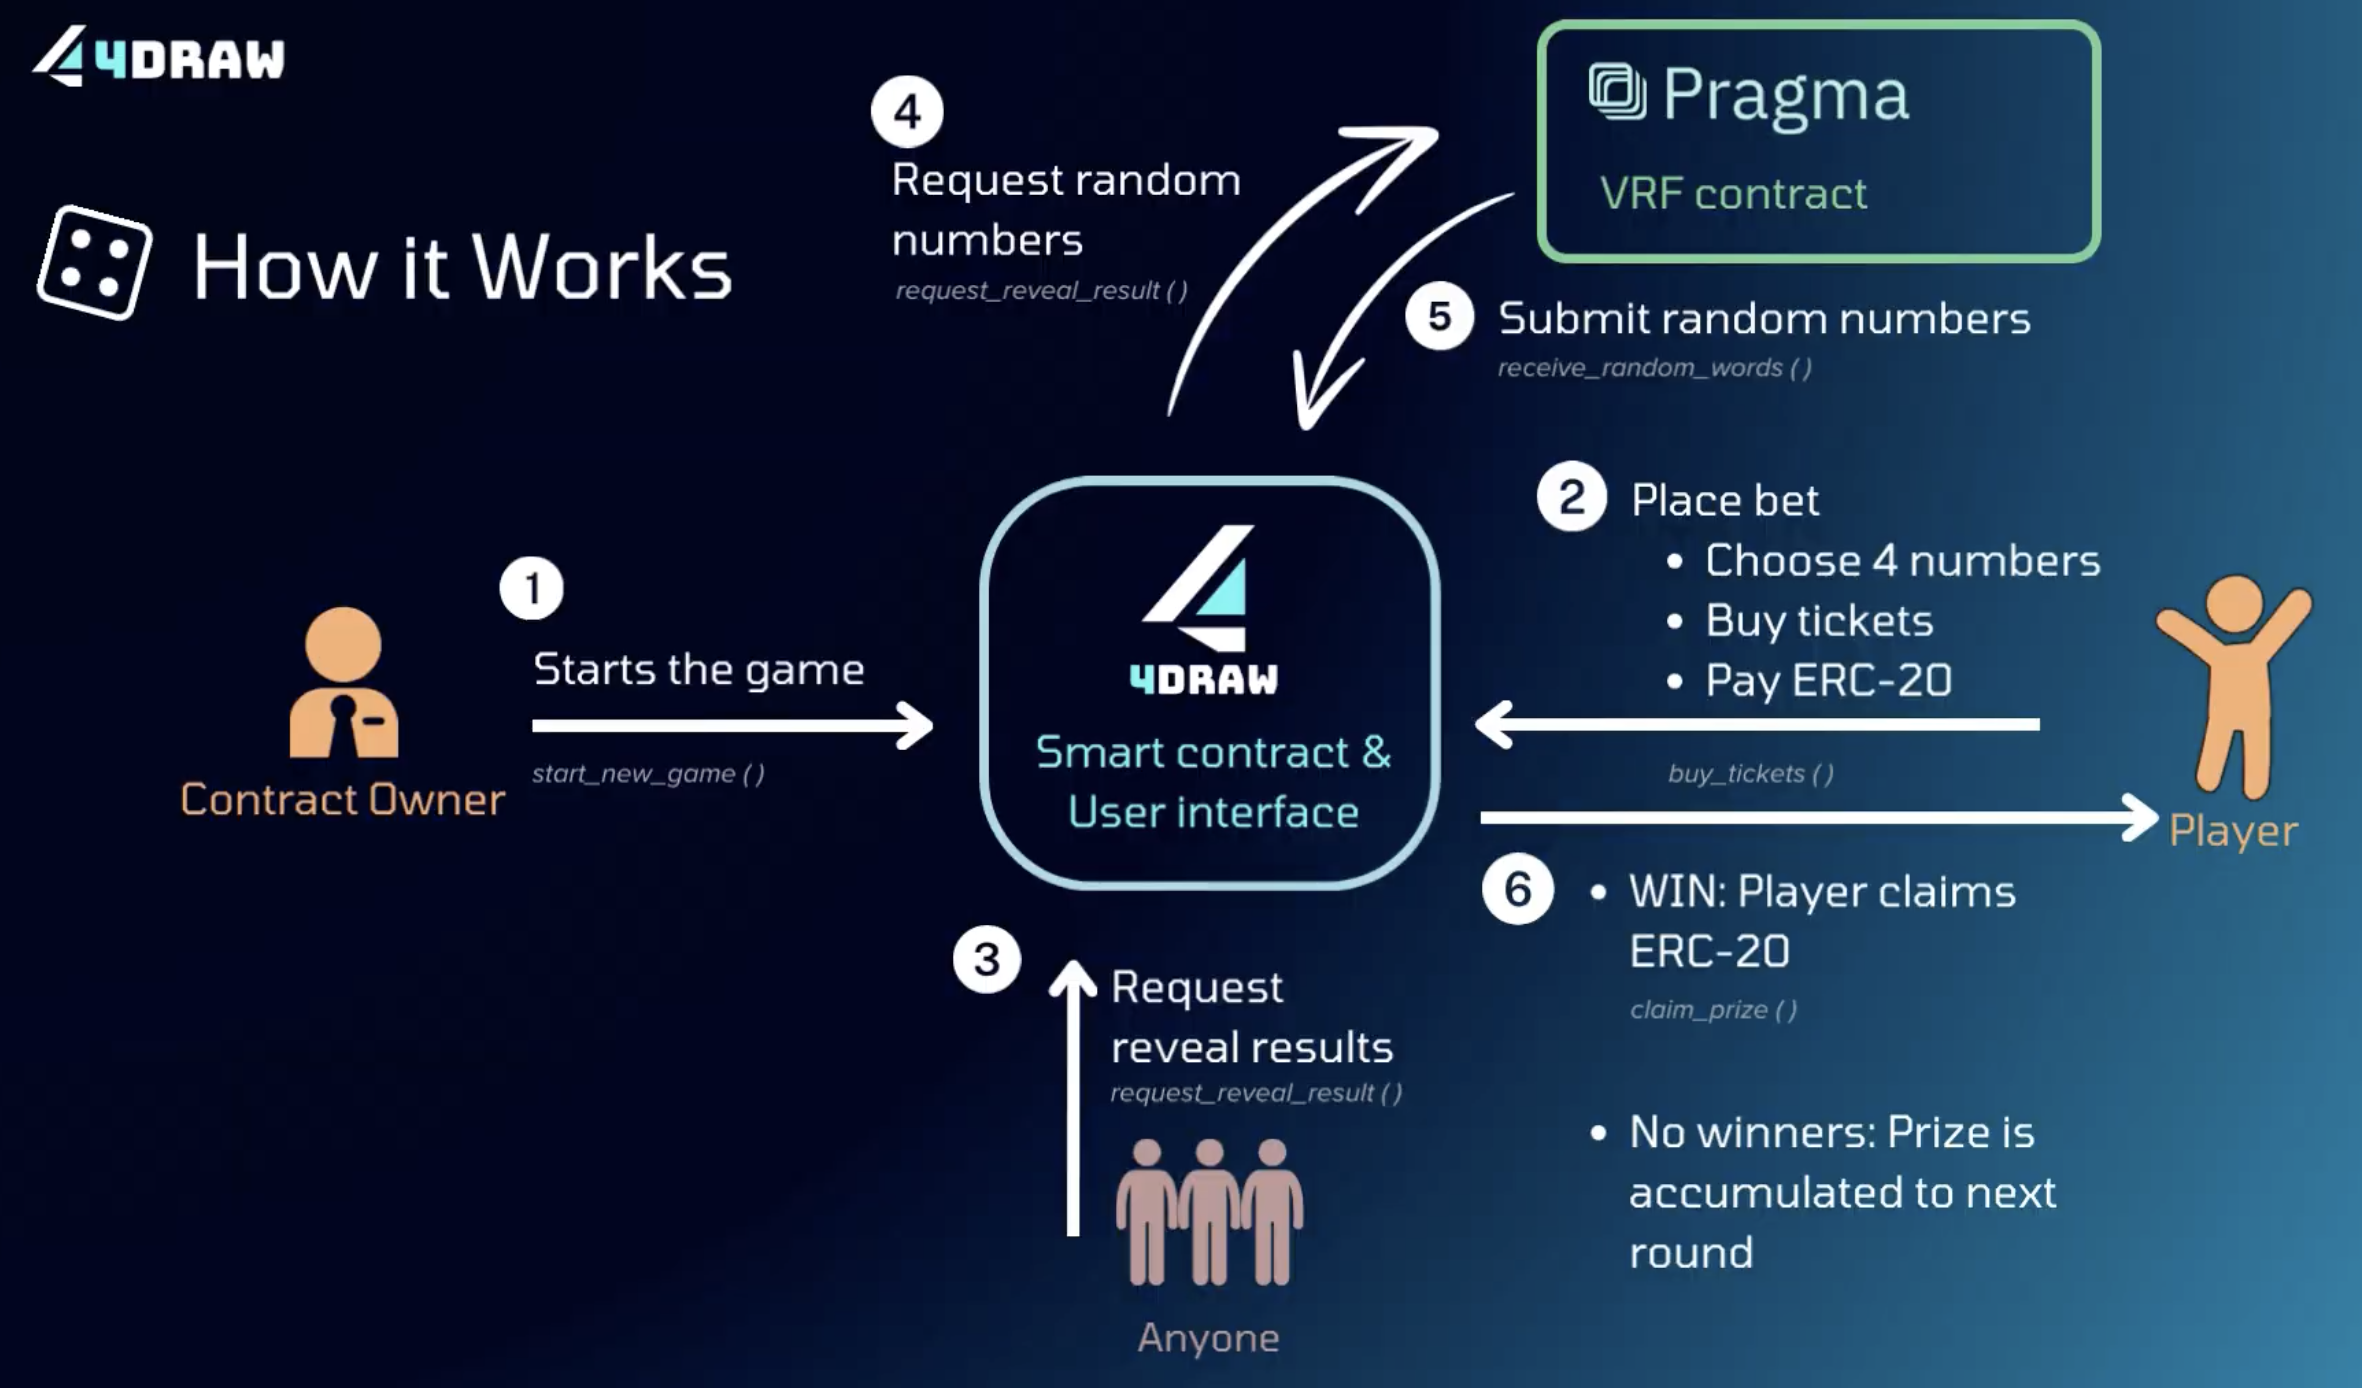 4DRAW
How it Works
4
Request random
numbers
request_reveal_result ( )
Pragma
VRF contract
5
Submit random numbers
receive_random_words ( )
1
Starts the game
start_new_game ( )
Contract Owner
4DRAW
Smart contract &
User interface
2
Place bet
• Choose 4 numbers
• Buy tickets
• Pay ERC-20
buy_tickets ( )
Player
6
• WIN: Player claims
ERC-20
claim_prize ( )
• No winners: Prize is
accumulated to next
round
3
Request
reveal results
request_reveal_result ( )
Anyone